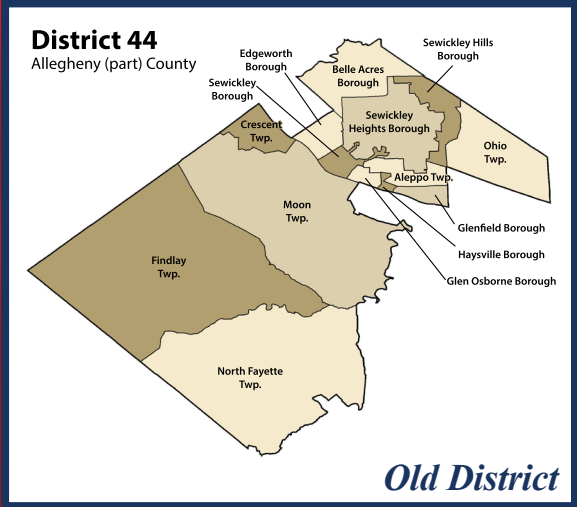 District 44
Allegheny (part) County
Sewickley Hills
Borough
Edgeworth
Borough
Belle Acres
Borough
Sewickley
Borough
Sewickley
Heights Borough
Crescent
Twp.
Ohio
Twp.
Aleppo Twp.
Moon
Twp.
Glenfield Borough
Haysville Borough
Findlay
Twp.
Glen Osborne Borough
North Fayette
Twp.
Old District